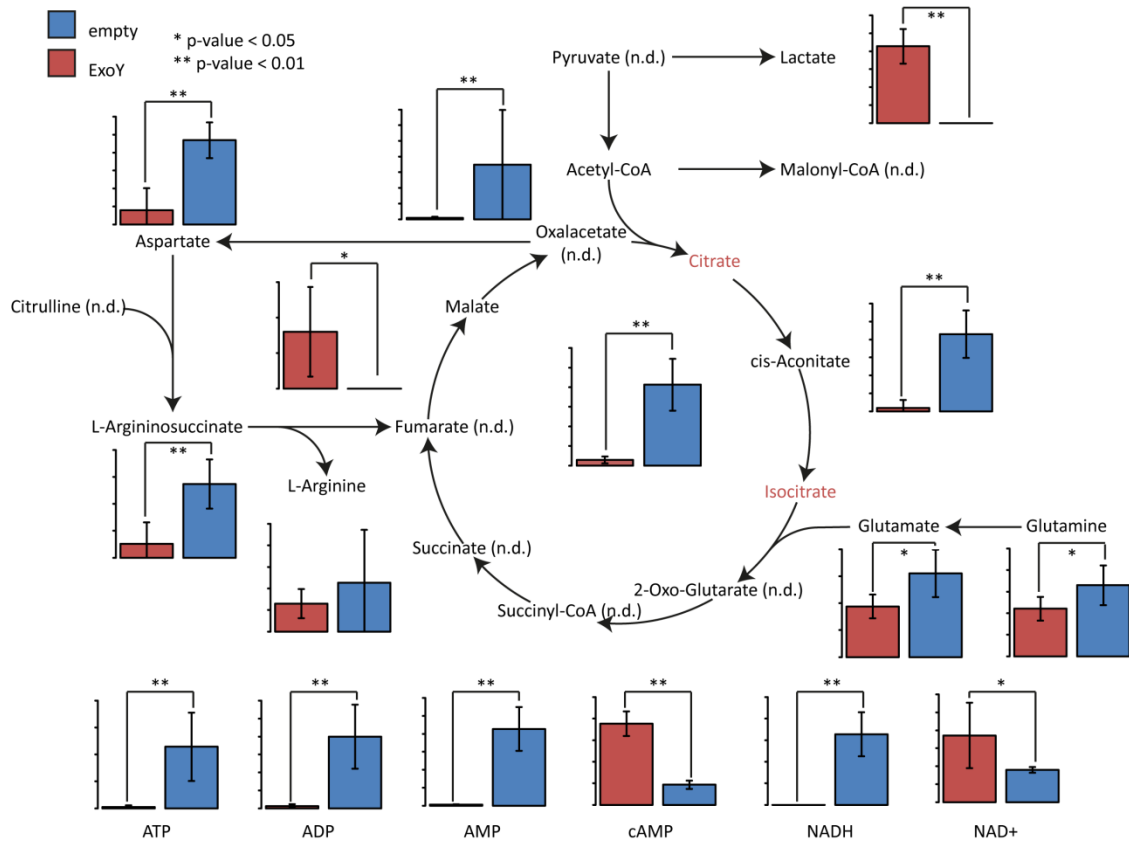 empty
ExoY
* p-value < 0.05
** p-value < 0.01
Pyruvate (n.d.)
Lactate
**
**
**
Acetyl-CoA
Malonyl-CoA (n.d.)
Aspartate
Oxalacetate
(n.d.)
Citrate
*
**
**
Citrulline (n.d.)
Malate
cis-Aconitate
L-Argininosuccinate
Fumarate (n.d.)
**
L-Arginine
Isocitrate
Glutamate
Glutamine
*
*
Succinate (n.d.)
2-Oxo-Glutarate (n.d.)
Succinyl-CoA (n.d.)
**
**
**
**
**
*
ATP
ADP
AMP
cAMP
NADH
NAD+